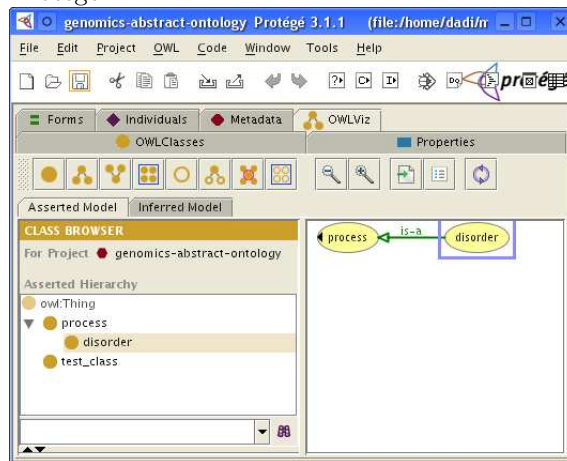 genomics-abstract-ontology Protégé 3.1.1 (file:/home/dadi/m
File Edit Project OWL Code Window Tools Help
protégé
Forms Individuals Metadata OWLViz
OWLClasses Properties
Asserted Model Inferred Model
CLASS BROWSER
For Project genomics-abstract-ontology
Asserted Hierarchy
owl:Thing
process
disorder
test_class
process is-a disorder